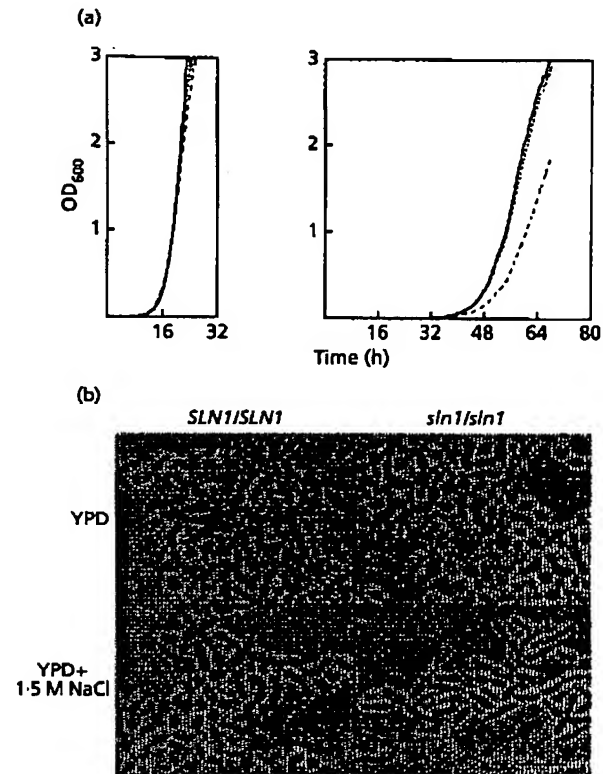 (a)
3
2
1
OD600
16
32
3
2
1
16
32
48
64
80
Time (h)
(b)
SLN1/SLN1
sln1/sln1
YPD
YPD+
1·5 M NaCl